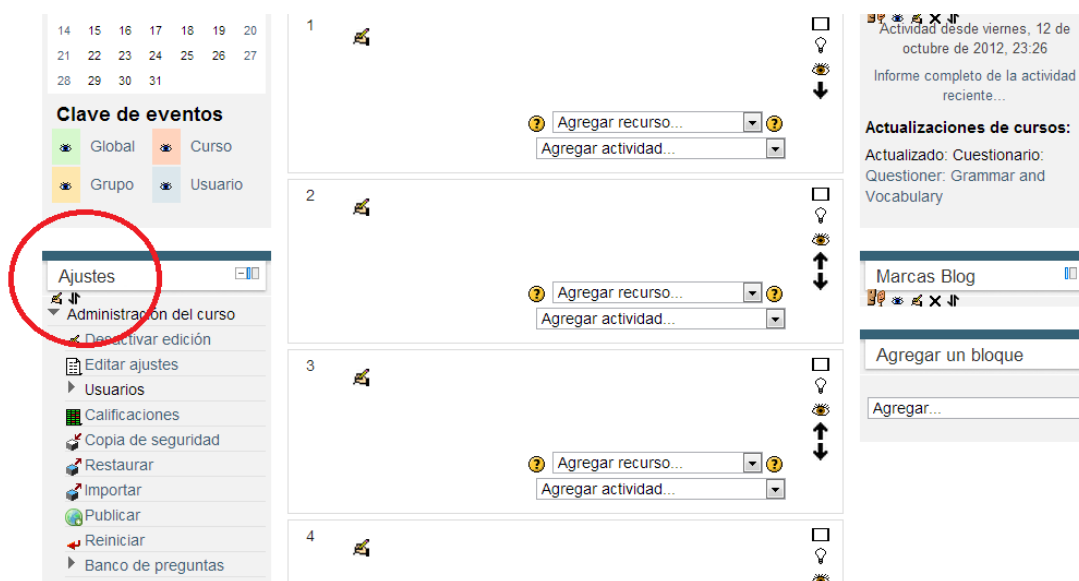 14 15 16 17 18 19 20
21 22 23 24 25 26 27
28 29 30 31
Clave de eventos
Global Curso
Grupo Usuario
Ajustes
Administración del curso
Desactivar edición
Editar ajustes
Usuarios
Calificaciones
Copia de seguridad
Restaurar
Importar
Publicar
Reiniciar
Banco de preguntas
1
Agregar recurso...
Agregar actividad...
2
Agregar recurso...
Agregar actividad...
3
Agregar recurso...
Agregar actividad...
4
Actividad desde viernes, 12 de
octubre de 2012, 23:26
Informe completo de la actividad
reciente...
Actualizaciones de cursos:
Actualizado: Cuestionario:
Questioner: Grammar and
Vocabulary
Marcas Blog
Agregar un bloque
Agregar...